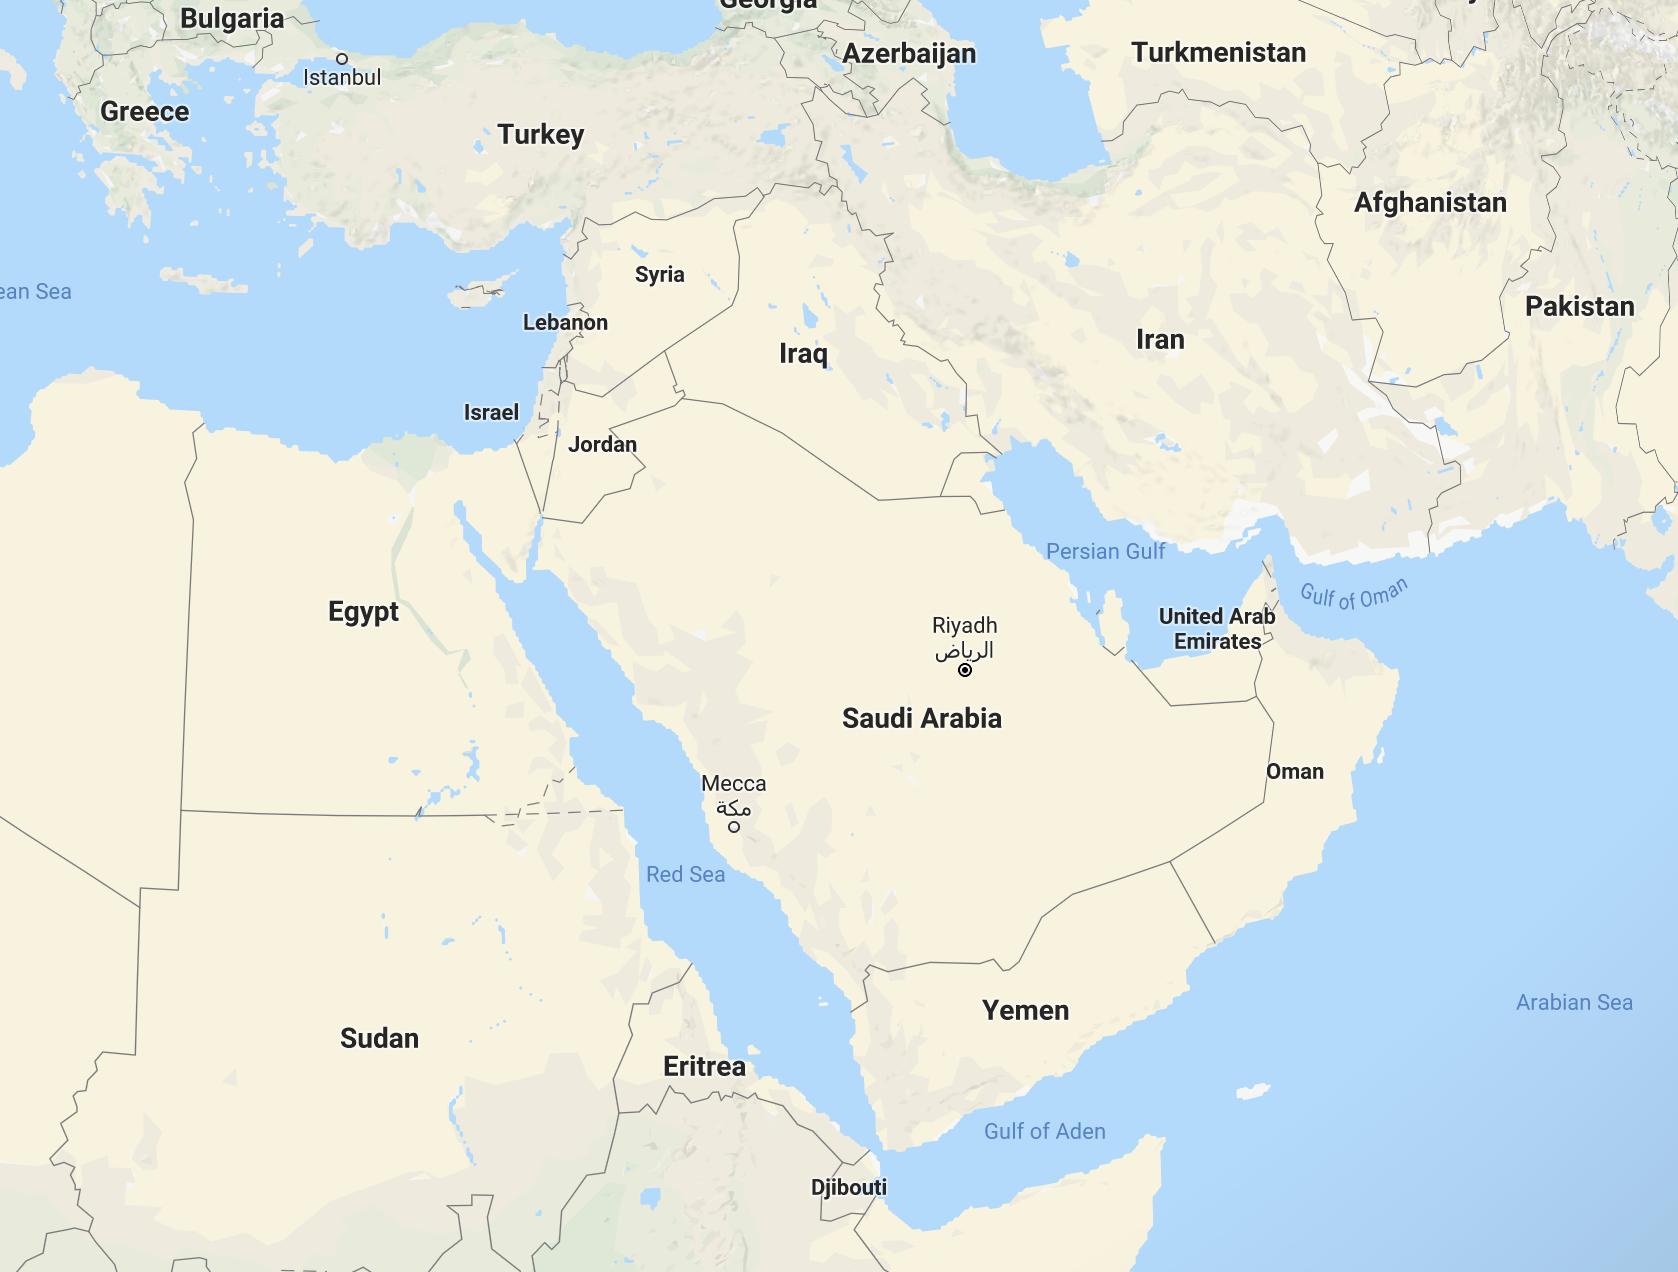 Georgia
Bulgaria
Azerbaijan
Turkmenistan
Istanbul
Greece
Turkey
Afghanistan
Syria
ean Sea
Pakistan
Lebanon
Iran
Iraq
Israel
Jordan
Persian Gulf
Gulf of Oman
Egypt
United Arab
Emirates
Riyadh
الرياض
Saudi Arabia
Oman
Mecca
مكة
Red Sea
Arabian Sea
Yemen
Sudan
Eritrea
Gulf of Aden
Djibouti